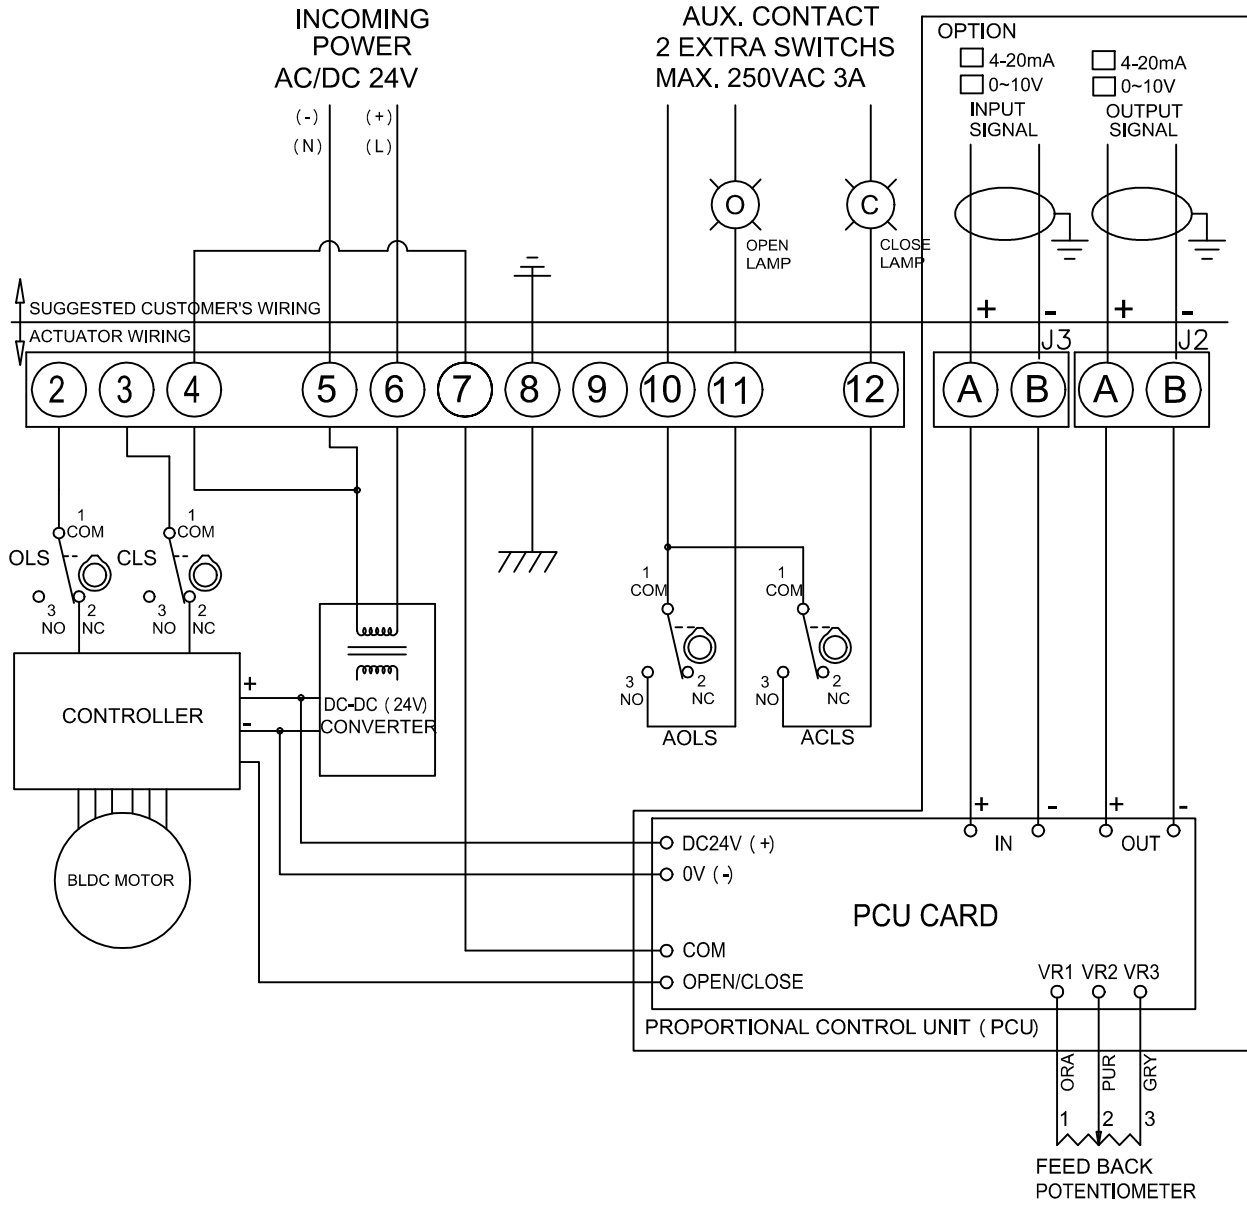 INCOMING
POWER
AC/DC 24V
(-) (+)
(N) (L)
AUX. CONTACT
2 EXTRA SWITCHS
MAX. 250VAC 3A
OPTION
4-20mA
0~10V
INPUT
SIGNAL
4-20mA
0~10V
OUTPUT
SIGNAL
O
OPEN
LAMP
C
CLOSE
LAMP
SUGGESTED CUSTOMER'S WIRING
ACTUATOR WIRING
+ - + -
J3 J2
2 3 4 5 6 7 8 9 10 11 12 A B A B
1
COM
OLS
3
NO
2
NC
1
COM
CLS
3
NO
2
NC
1
COM
3
NO
2
NC
AOLS
1
COM
3
NO
2
NC
ACLS
CONTROLLER
+
-
DC-DC (24V)
CONVERTER
BLDC MOTOR
+ - + -
IN OUT
DC24V (+)
0V (-)
PCU CARD
COM
OPEN/CLOSE
VR1 VR2 VR3
PROPORTIONAL CONTROL UNIT (PCU)
ORA PUR GRY
1 2 3
FEED BACK
POTENTIOMETER